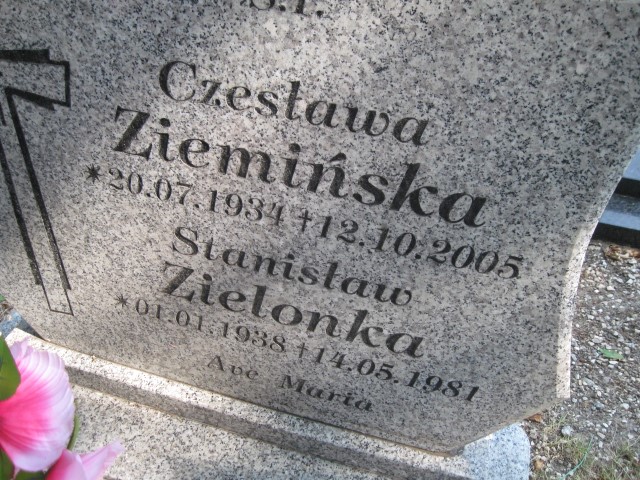 Ś.P.
Czesława
Ziemińska
*20.07.1934 †12.10.2005
Stanisław
Zielonka
*01.01.1938 †14.05.1981
Ave Maria